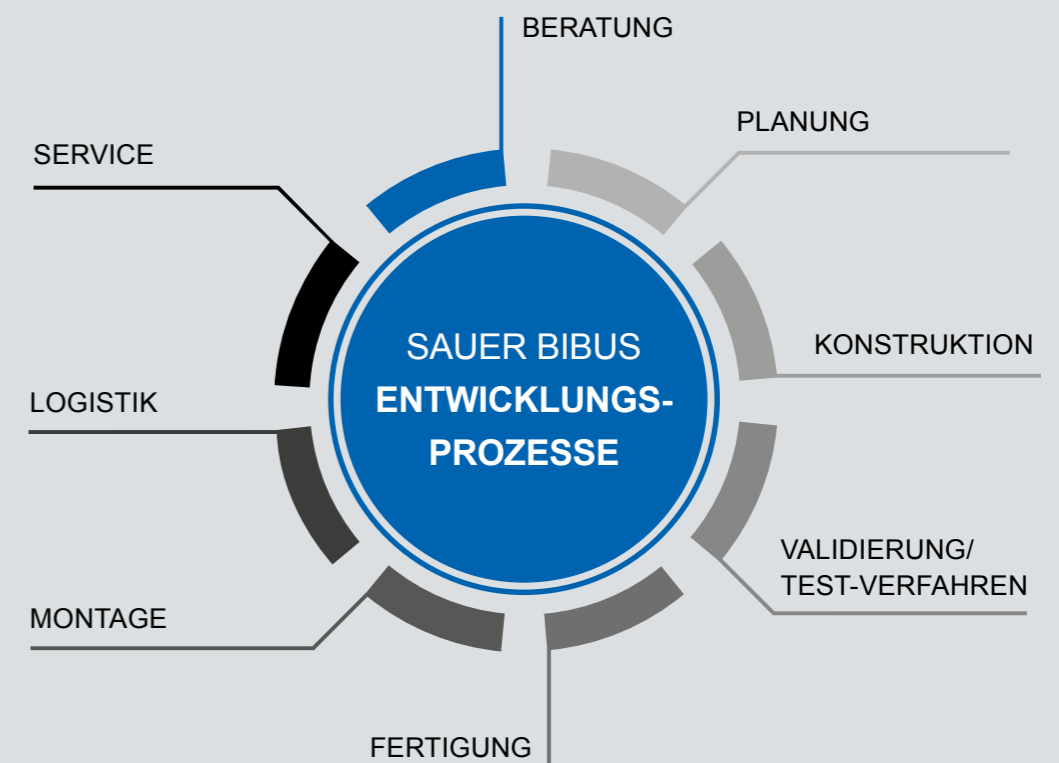 BERATUNG
PLANUNG
KONSTRUKTION
VALIDIERUNG/
TEST-VERFAHREN
FERTIGUNG
MONTAGE
LOGISTIK
SERVICE
SAUER BIBUS
ENTWICKLUNGS-
PROZESSE